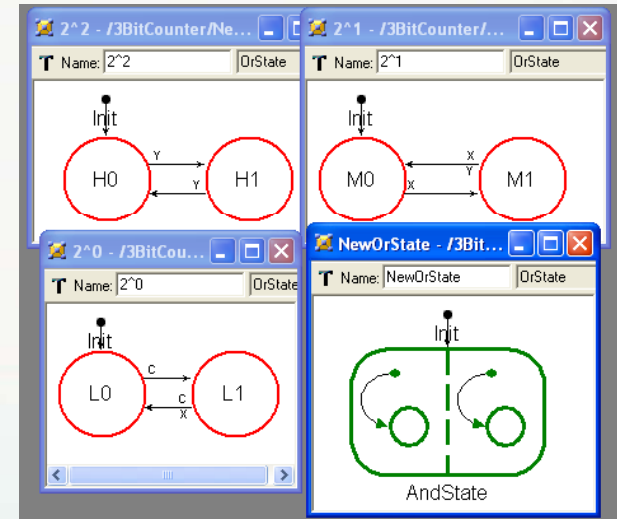 2^2 - /3BitCounter/Ne...
Name: 2^2 OrState
Init
Y
H0 H1
Y
2^1 - /3BitCounter/...
Name: 2^1 OrState
Init
X
Y
M0 M1
X
2^0 - /3BitCou...
Name: 2^0 OrState
Init
C
L0 L1
C
X
NewOrState - /3Bit...
Name: NewOrState OrState
Init
AndState